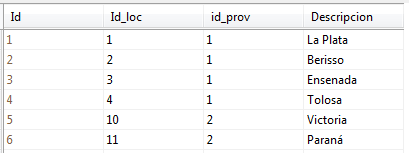 Id Id_loc id_prov Descripcion
1 1 1 La Plata
2 2 1 Berisso
3 3 1 Ensenada
4 4 1 Tolosa
5 10 2 Victoria
6 11 2 Paraná